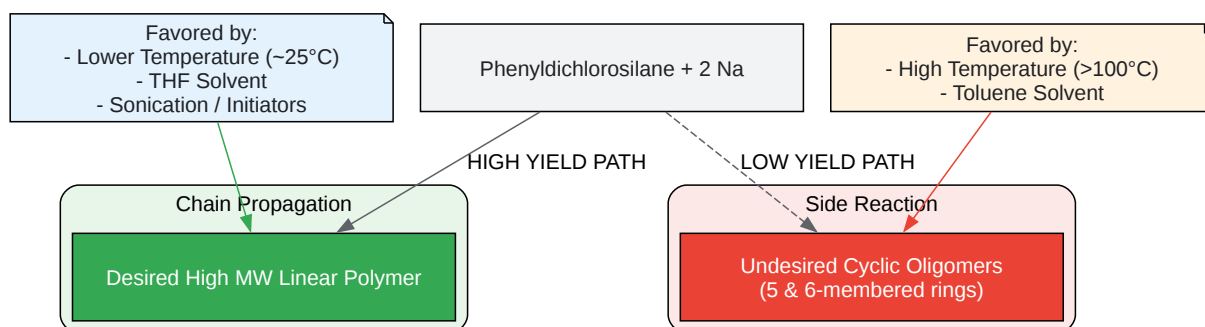 Favored by:
- Lower Temperature (~25°C)
- THF Solvent
- Sonication / Initiators
Phenyldichlorosilane + 2 Na
Favored by:
- High Temperature (>100°C)
- Toluene Solvent
HIGH YIELD PATH
LOW YIELD PATH
Chain Propagation
Side Reaction
Desired High MW Linear Polymer
Undesired Cyclic Oligomers
(5 & 6-membered rings)